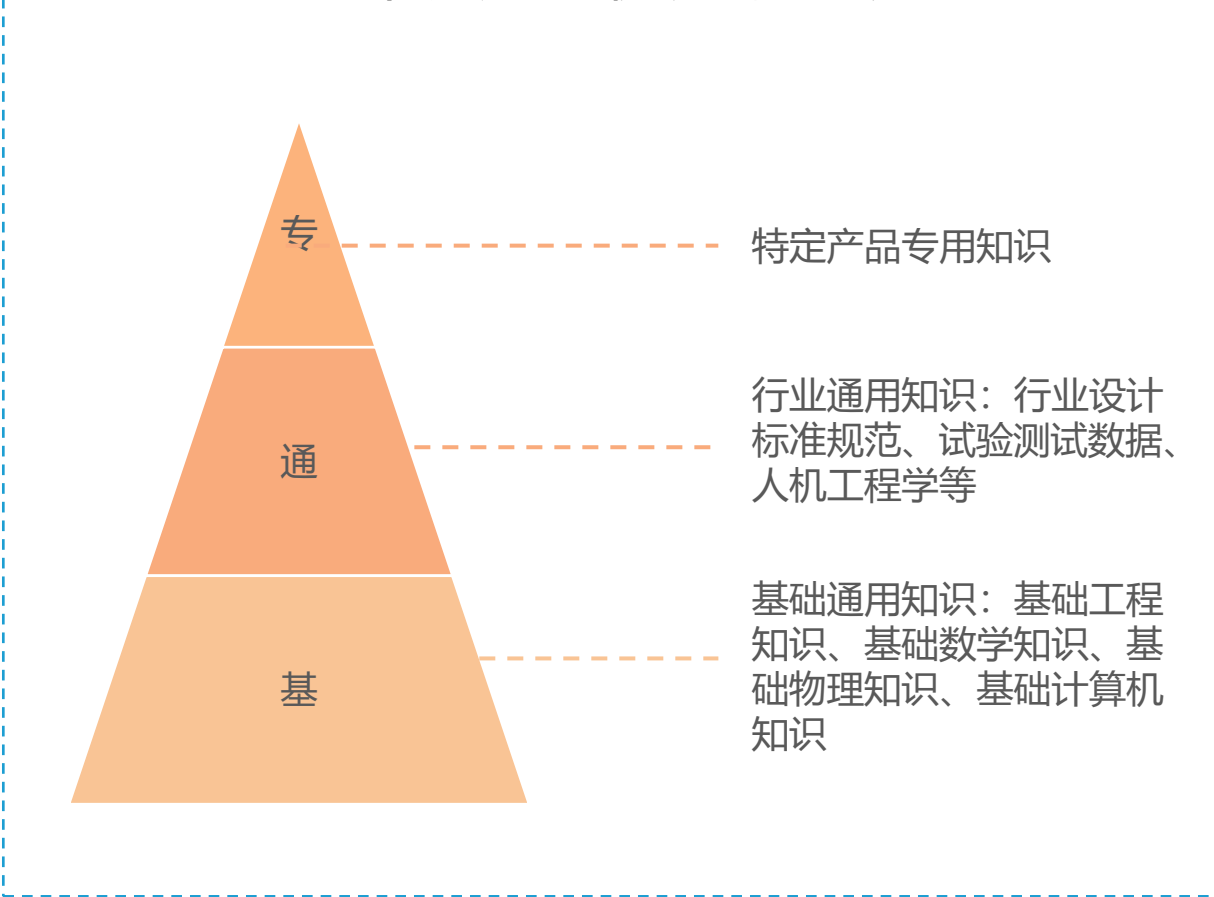 专
特定产品专用知识
行业通用知识：行业设计
标准规范、试验测试数据、
人机工程学等
通
基础通用知识：基础工程
知识、基础数学知识、基
础物理知识、基础计算机
知识
基